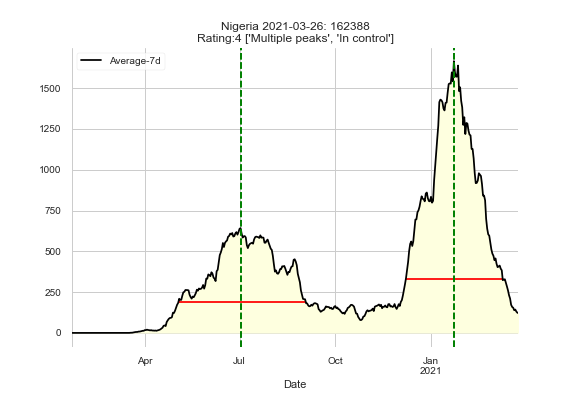 Nigeria 2021-03-26: 162388
Rating:4 ['Multiple peaks', 'In control']
Average-7d
1500
1250
1000
750
500
250
0
Apr
Jul
Oct
Jan
2021
Date